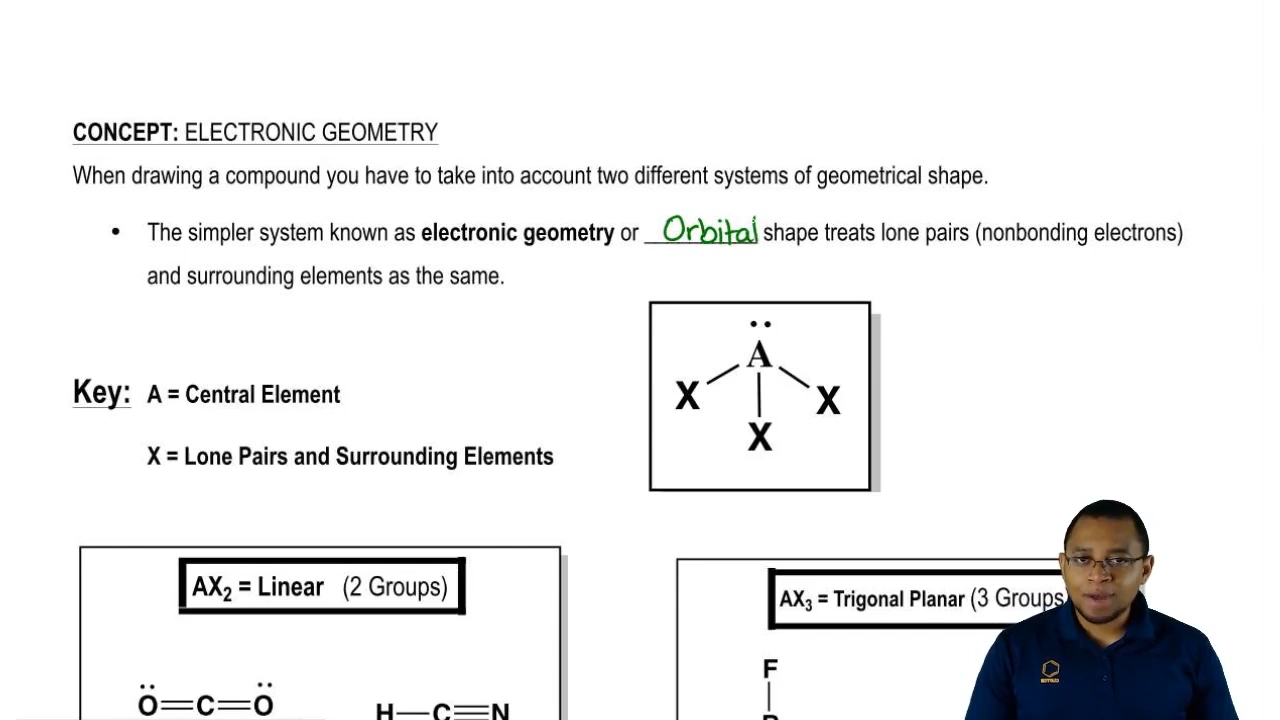 CONCEPT: ELECTRONIC GEOMETRY
When drawing a compound you have to take into account two different systems of geometrical shape.
• The simpler system known as electronic geometry or Orbital shape treats lone pairs (nonbonding electrons)
and surrounding elements as the same.
A
X X
X
Key: A = Central Element
X = Lone Pairs and Surrounding Elements
AX₂ = Linear (2 Groups)
O=C=O
H—C≡N
AX₃ = Trigonal Planar (3 Groups
F